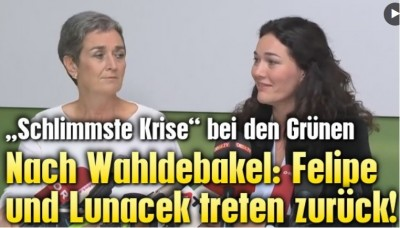 „Schlimmste Krise“ bei den Grünen
Nach Wahldebakel: Felipe
und Lunacek treten zurück!